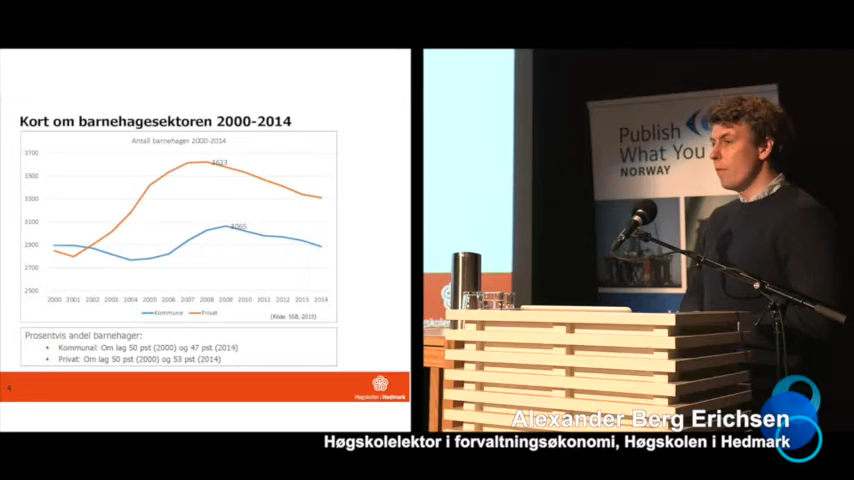 Kort om barnehagesektoren 2000-2014
Antall barnehager 2000-2014
3700
3500
3300
3100
2900
2700
2500
3623
3065
2000 2001 2002 2003 2004 2005 2006 2007 2008 2009 2010 2011 2012 2013 2014
Kommune Privat
(Kilde: SSB, 2015)
Prosentvis andel barnehager:
• Kommunal: Om lag 50 pst (2000) og 47 pst (2014)
• Privat: Om lag 50 pst (2000) og 53 pst (2014)
4
Høgskolen i Hedmark
Publish
What You
NORWAY
Alexander Berg Erichsen
Høgskolelektor i forvaltningsøkonomi, Høgskolen i Hedmark